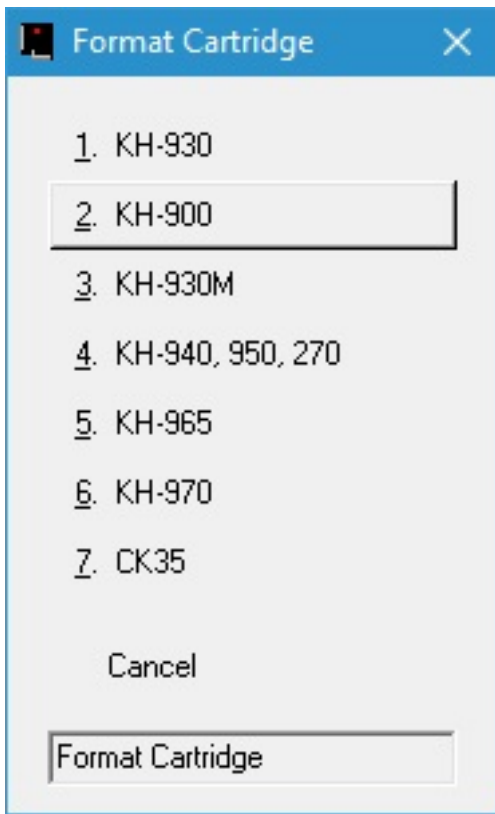 Format Cartridge
1. KH-930
2. KH-900
3. KH-930M
4. KH-940, 950, 270
5. KH-965
6. KH-970
7. CK35
Cancel
Format Cartridge